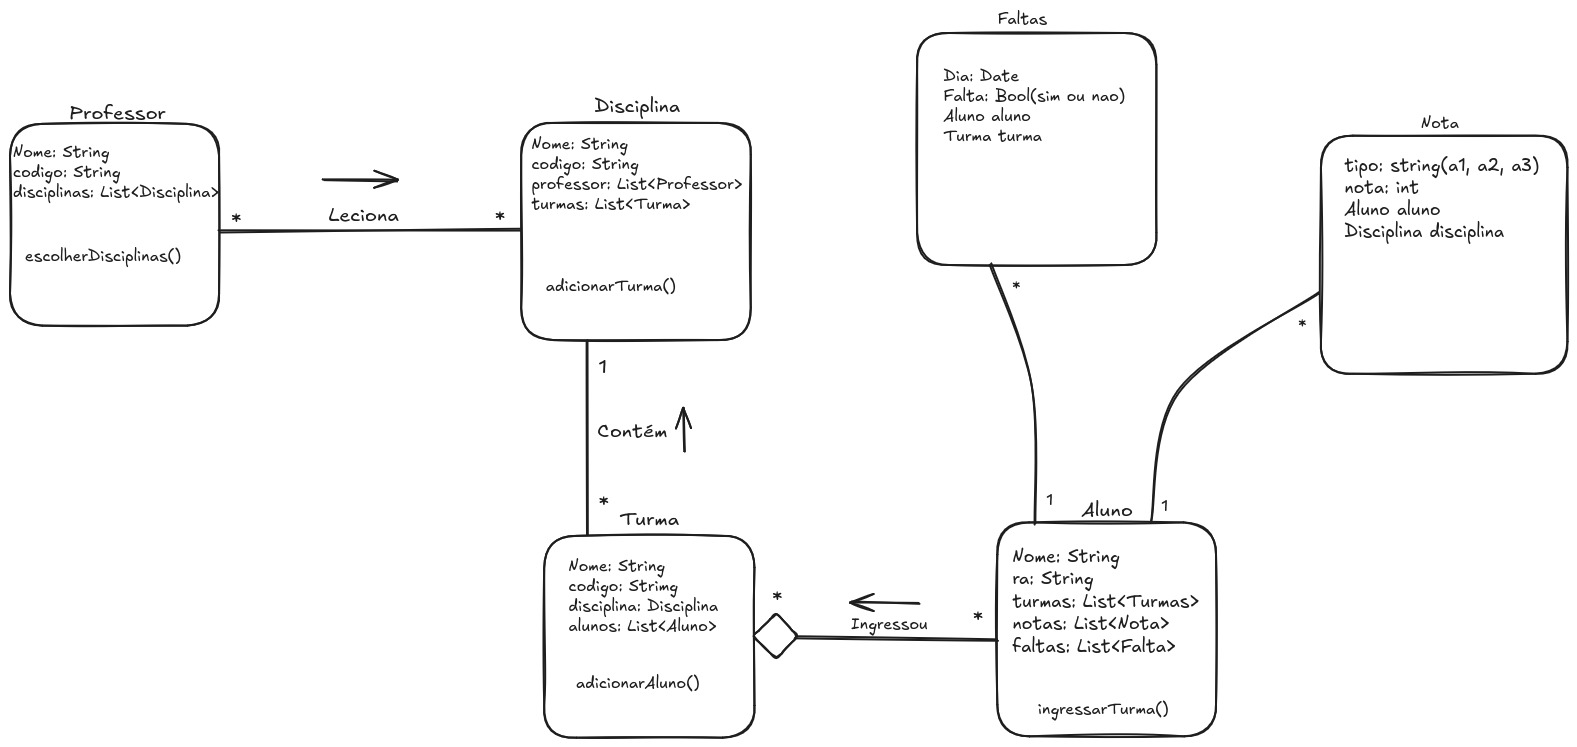 Professor
Nome: String
codigo: String
disciplinas: List<Disciplina>
escolherDisciplinas()
*
Leciona
*
Disciplina
Nome: String
codigo: String
professor: List<Professor>
turmas: List<Turma>
adicionarTurma()
1
Contém
*
Turma
Nome: String
codigo: Strimg
disciplina: Disciplina
alunos: List<Aluno>
adicionarAluno()
*
Ingressou
*
Faltas
Dia: Date
Falta: Bool(sim ou nao)
Aluno aluno
Turma turma
*
1
Nota
tipo: string(a1, a2, a3)
nota: int
Aluno aluno
Disciplina disciplina
*
1
Aluno
Nome: String
ra: String
turmas: List<Turmas>
notas: List<Nota>
faltas: List<Falta>
ingressarTurma()